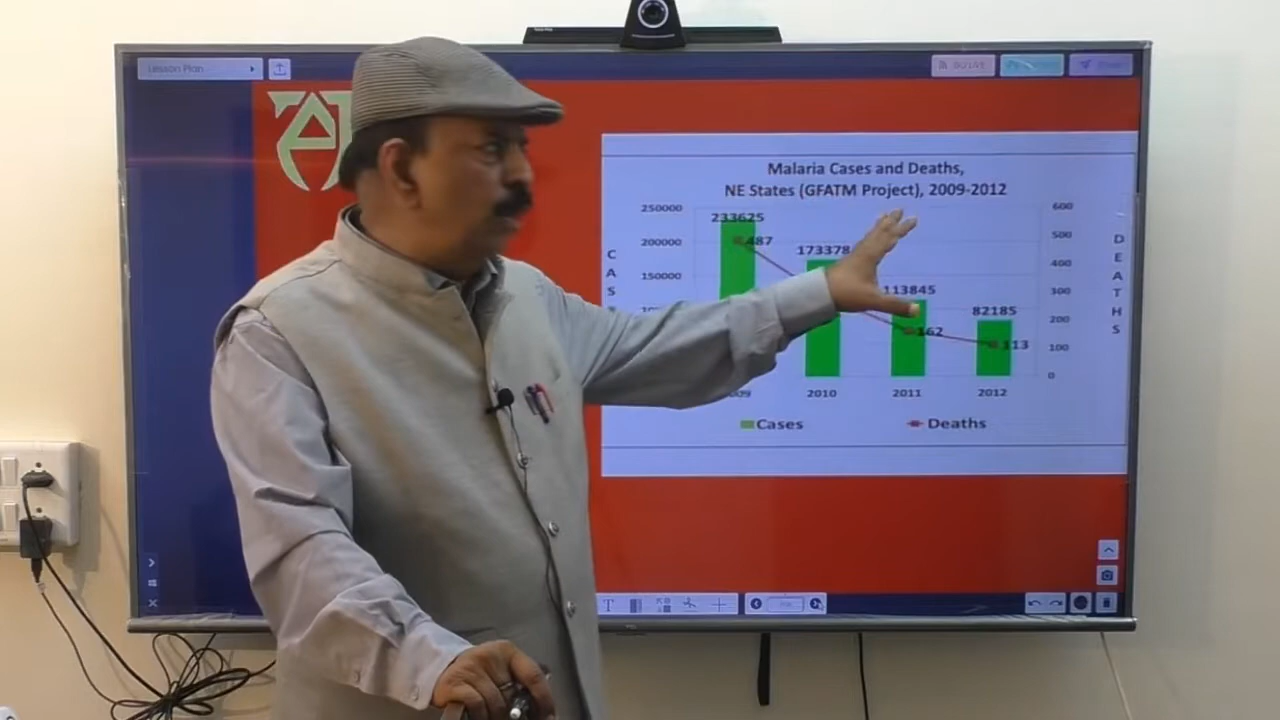 Lesson Plan
Malaria Cases and Deaths,
NE States (GFATM Project), 2009-2012
250000
200000
150000
233625
487
173378
113845
162
82185
113
600
500
400
300
200
100
0
CAS
DEATHS
2010
2011
2012
Cases
Deaths